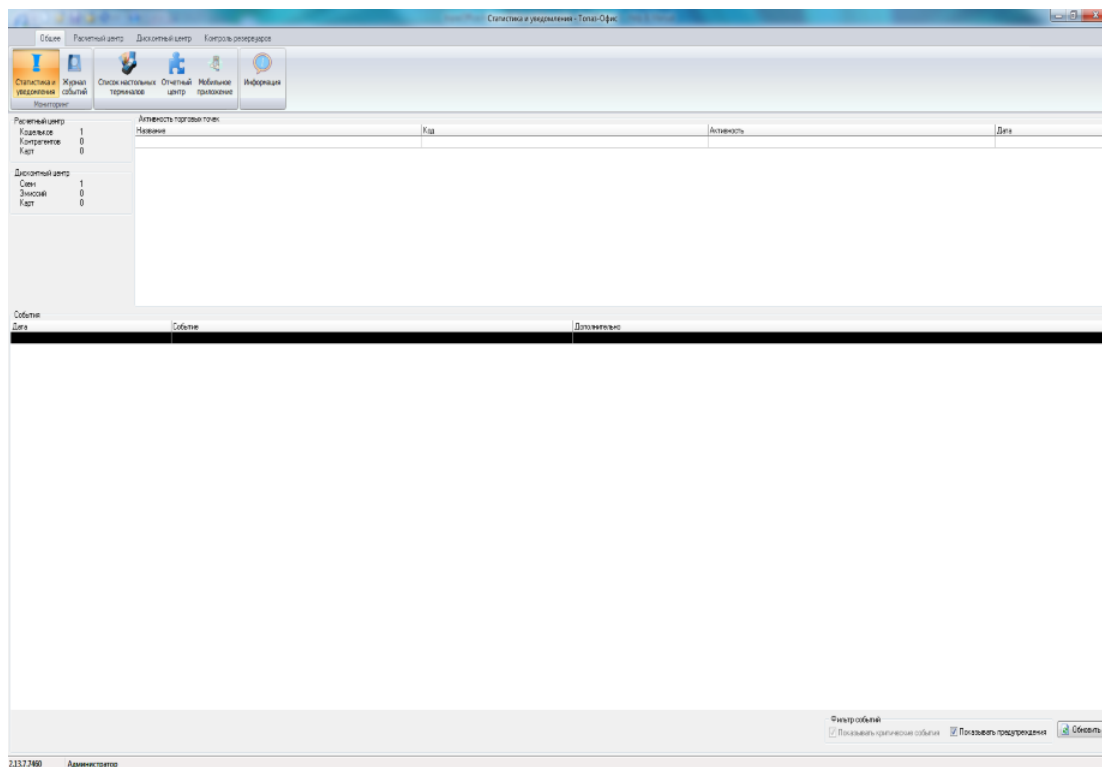 Статистика и уведомления - Топаз-Офис
Общее Расчетный центр Дисконтный центр Контроль резервуаров
Статистика и уведомления
Журнал событий
Список настольных терминалов
Отчетный центр
Мобильное приложение
Информация
Мониторинг
Расчетный центр
Кошельков 1
Контрагентов 0
Карт 0
Дисконтный центр
Схем 1
Эмиссий 0
Карт 0
Активность торговых точек
Название Код Активность Дата
События
Дата Событие Дополнительно
Фильтр событий
Показывать критические события Показывать предупреждения Обновить
2.13.7.7460 Администратор